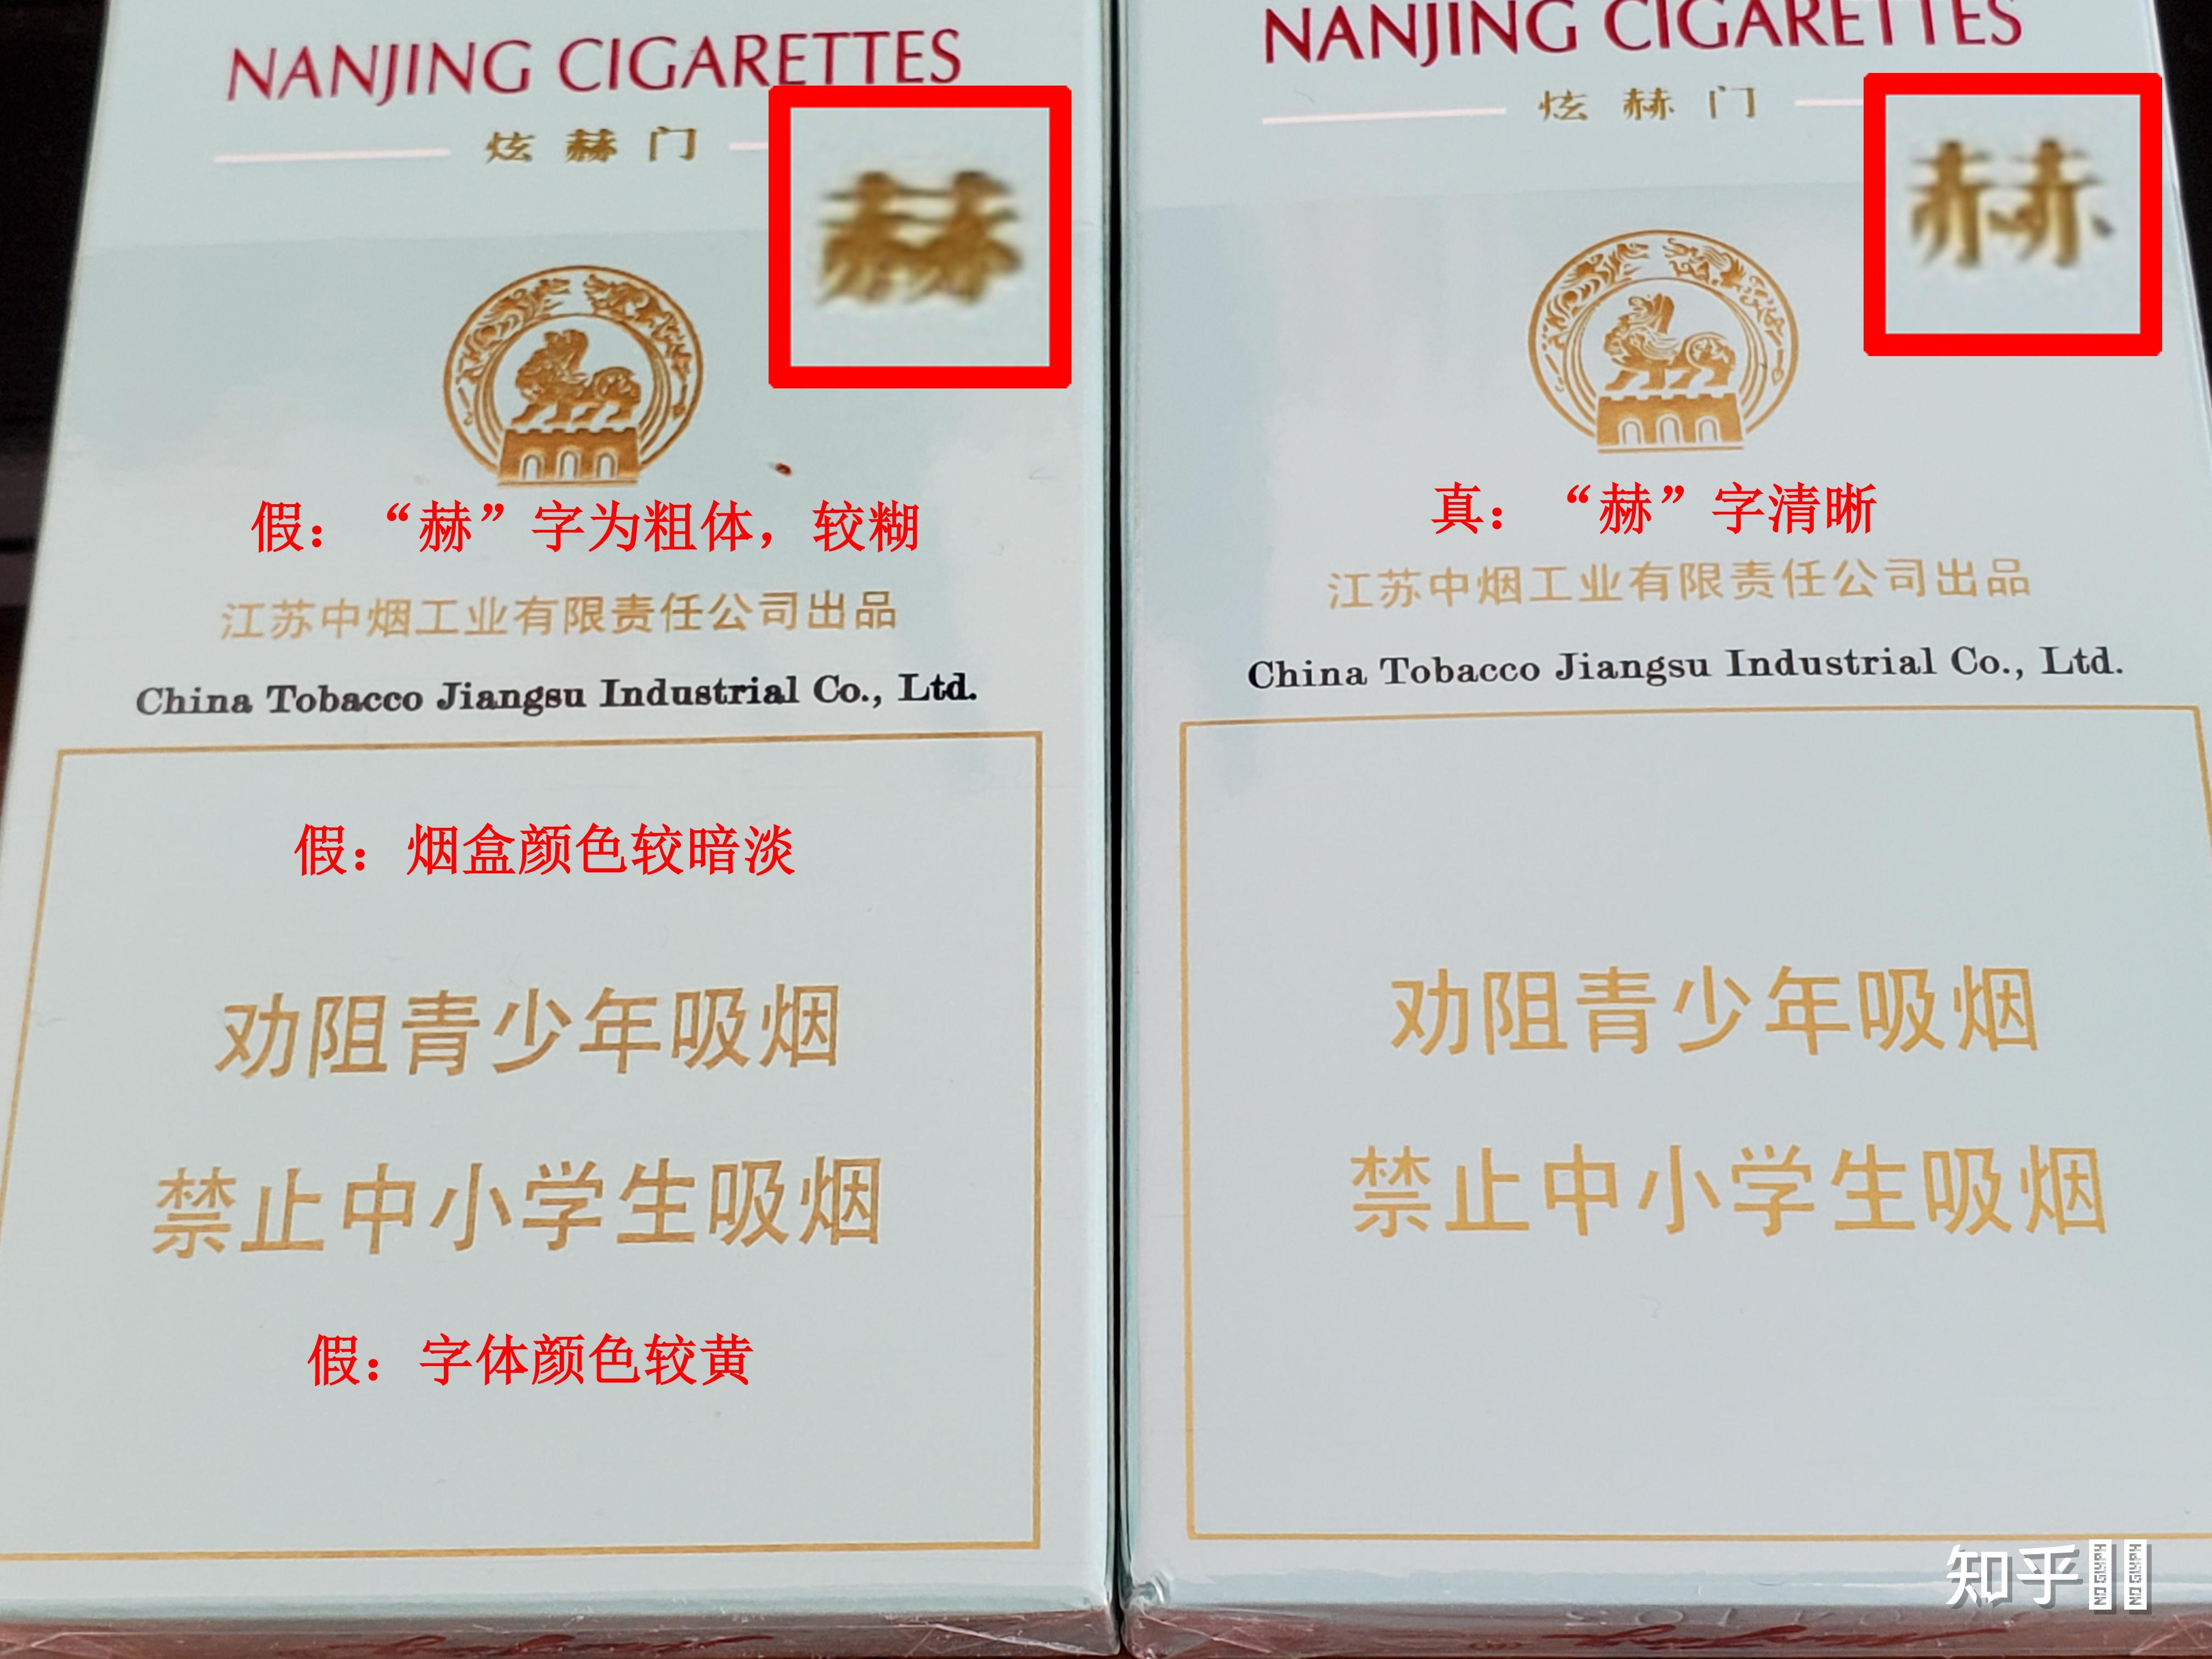 NANJING CIGARETTES
炫赫门
赫
假：“赫”字为粗体，较糊
江苏中烟工业有限责任公司出品
China Tobacco Jiangsu Industrial Co., Ltd.
假：烟盒颜色较暗淡
劝阻青少年吸烟
禁止中小学生吸烟
假：字体颜色较黄
NANJING CIGARETTES
炫赫门
赫
真：“赫”字清晰
江苏中烟工业有限责任公司出品
China Tobacco Jiangsu Industrial Co., Ltd.
劝阻青少年吸烟
禁止中小学生吸烟
知乎